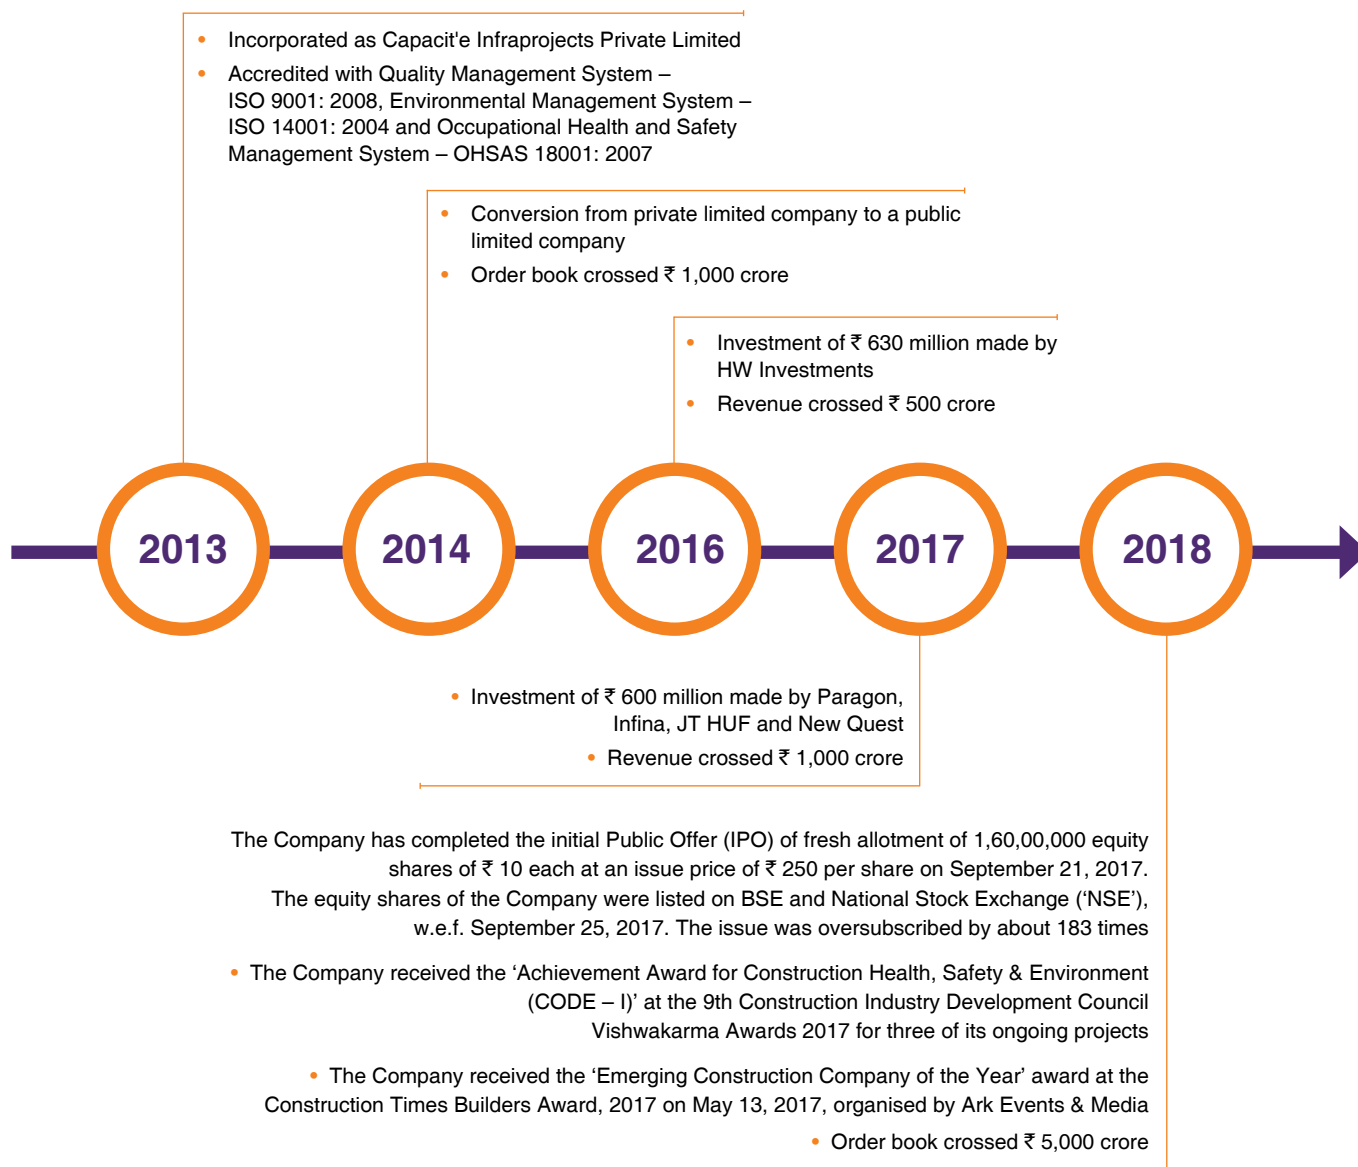 • Incorporated as Capacit'e Infraprojects Private Limited
• Accredited with Quality Management System –
ISO 9001: 2008, Environmental Management System –
ISO 14001: 2004 and Occupational Health and Safety
Management System – OHSAS 18001: 2007
• Conversion from private limited company to a public
limited company
• Order book crossed ₹ 1,000 crore
• Investment of ₹ 630 million made by
HW Investments
• Revenue crossed ₹ 500 crore
2013
2014
2016
2017
2018
• Investment of ₹ 600 million made by Paragon,
Infina, JT HUF and New Quest
• Revenue crossed ₹ 1,000 crore
The Company has completed the initial Public Offer (IPO) of fresh allotment of 1,60,00,000 equity
shares of ₹ 10 each at an issue price of ₹ 250 per share on September 21, 2017.
The equity shares of the Company were listed on BSE and National Stock Exchange (‘NSE’),
w.e.f. September 25, 2017. The issue was oversubscribed by about 183 times
• The Company received the ‘Achievement Award for Construction Health, Safety & Environment
(CODE – I)’ at the 9th Construction Industry Development Council
Vishwakarma Awards 2017 for three of its ongoing projects
• The Company received the ‘Emerging Construction Company of the Year’ award at the
Construction Times Builders Award, 2017 on May 13, 2017, organised by Ark Events & Media
• Order book crossed ₹ 5,000 crore